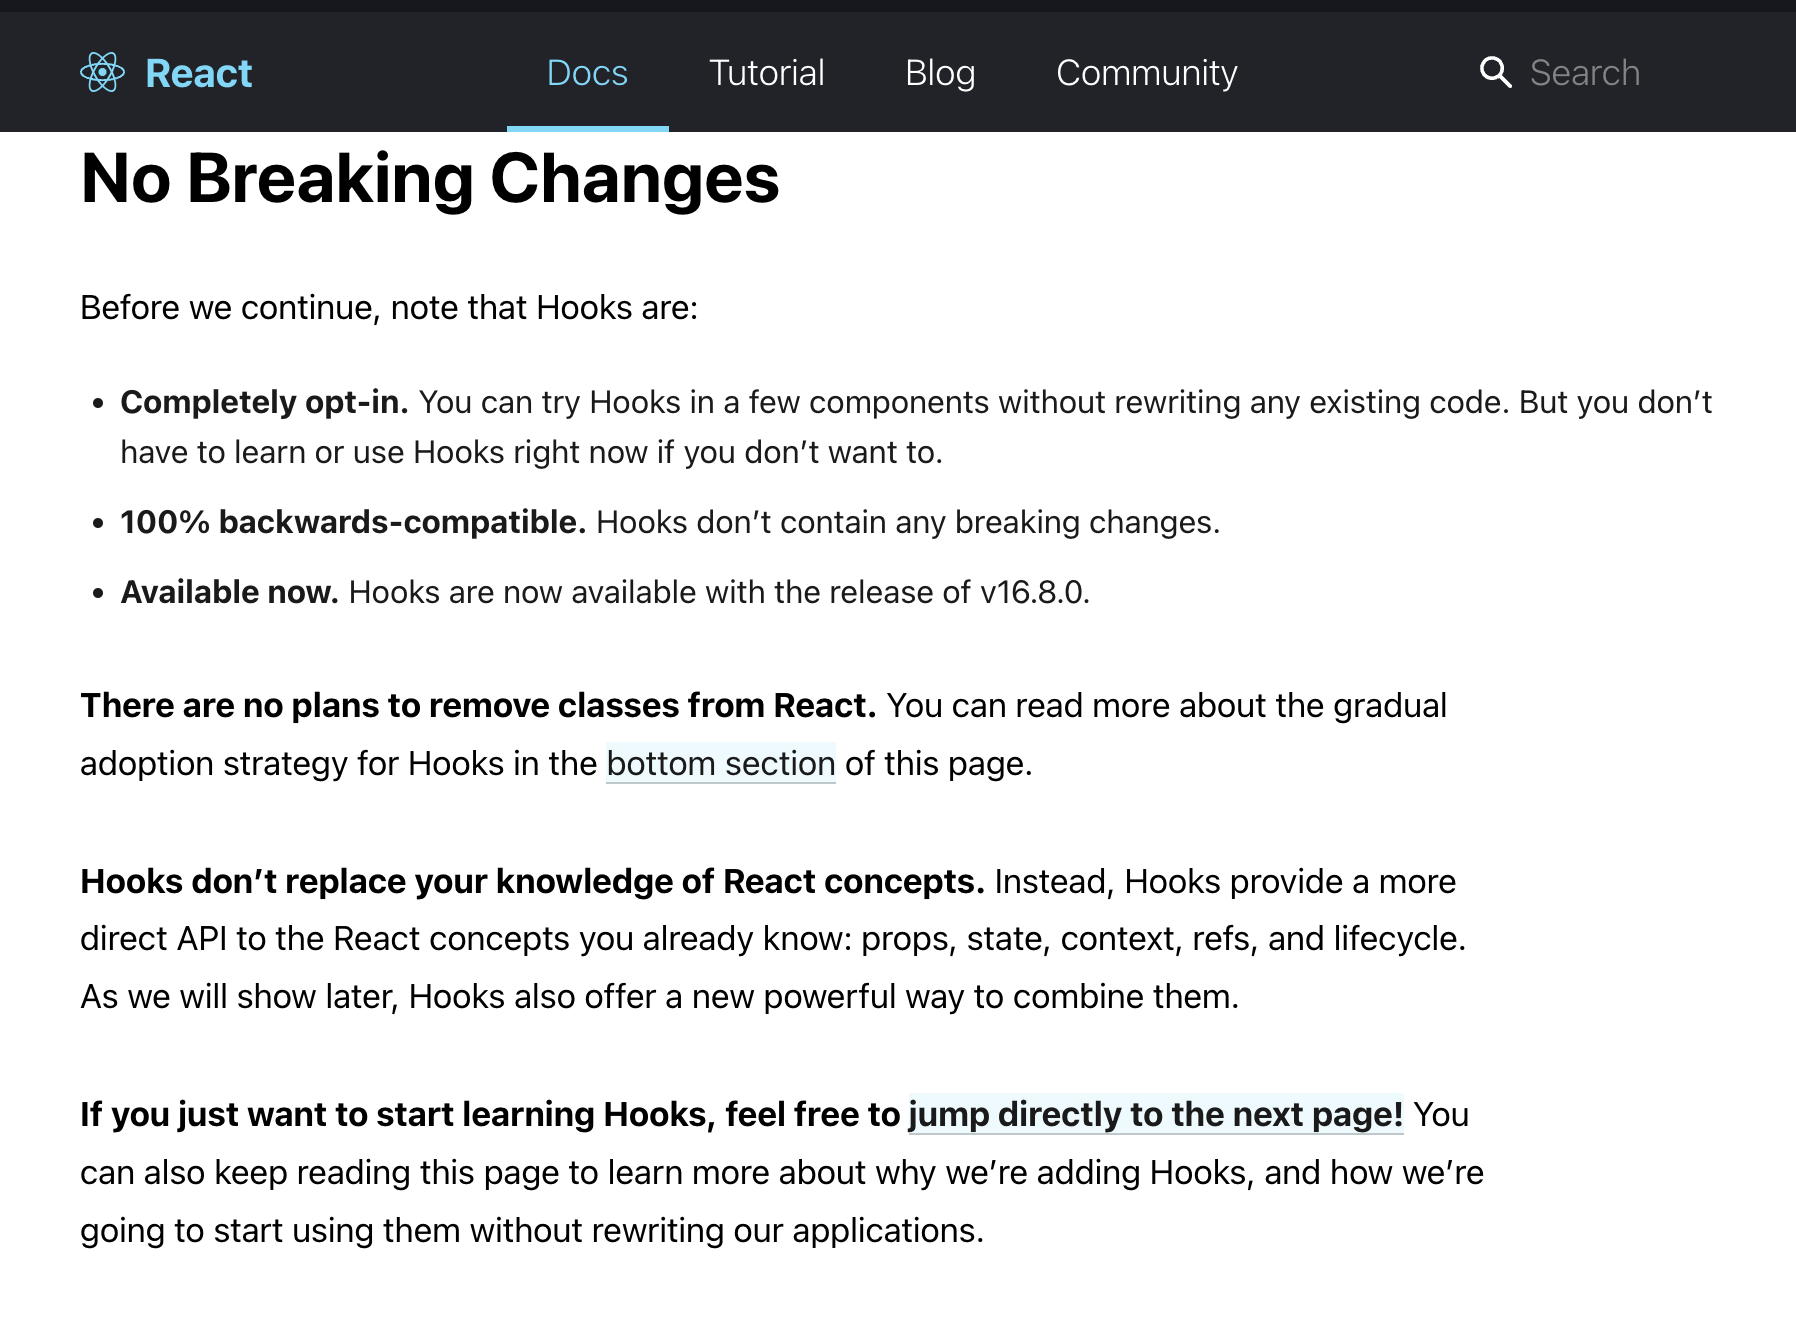 React
Docs
Tutorial
Blog
Community
Search
No Breaking Changes
Before we continue, note that Hooks are:
• Completely opt-in. You can try Hooks in a few components without rewriting any existing code. But you don’t
have to learn or use Hooks right now if you don’t want to.
• 100% backwards-compatible. Hooks don’t contain any breaking changes.
• Available now. Hooks are now available with the release of v16.8.0.
There are no plans to remove classes from React. You can read more about the gradual
adoption strategy for Hooks in the bottom section of this page.
Hooks don’t replace your knowledge of React concepts. Instead, Hooks provide a more
direct API to the React concepts you already know: props, state, context, refs, and lifecycle.
As we will show later, Hooks also offer a new powerful way to combine them.
If you just want to start learning Hooks, feel free to jump directly to the next page! You
can also keep reading this page to learn more about why we’re adding Hooks, and how we’re
going to start using them without rewriting our applications.